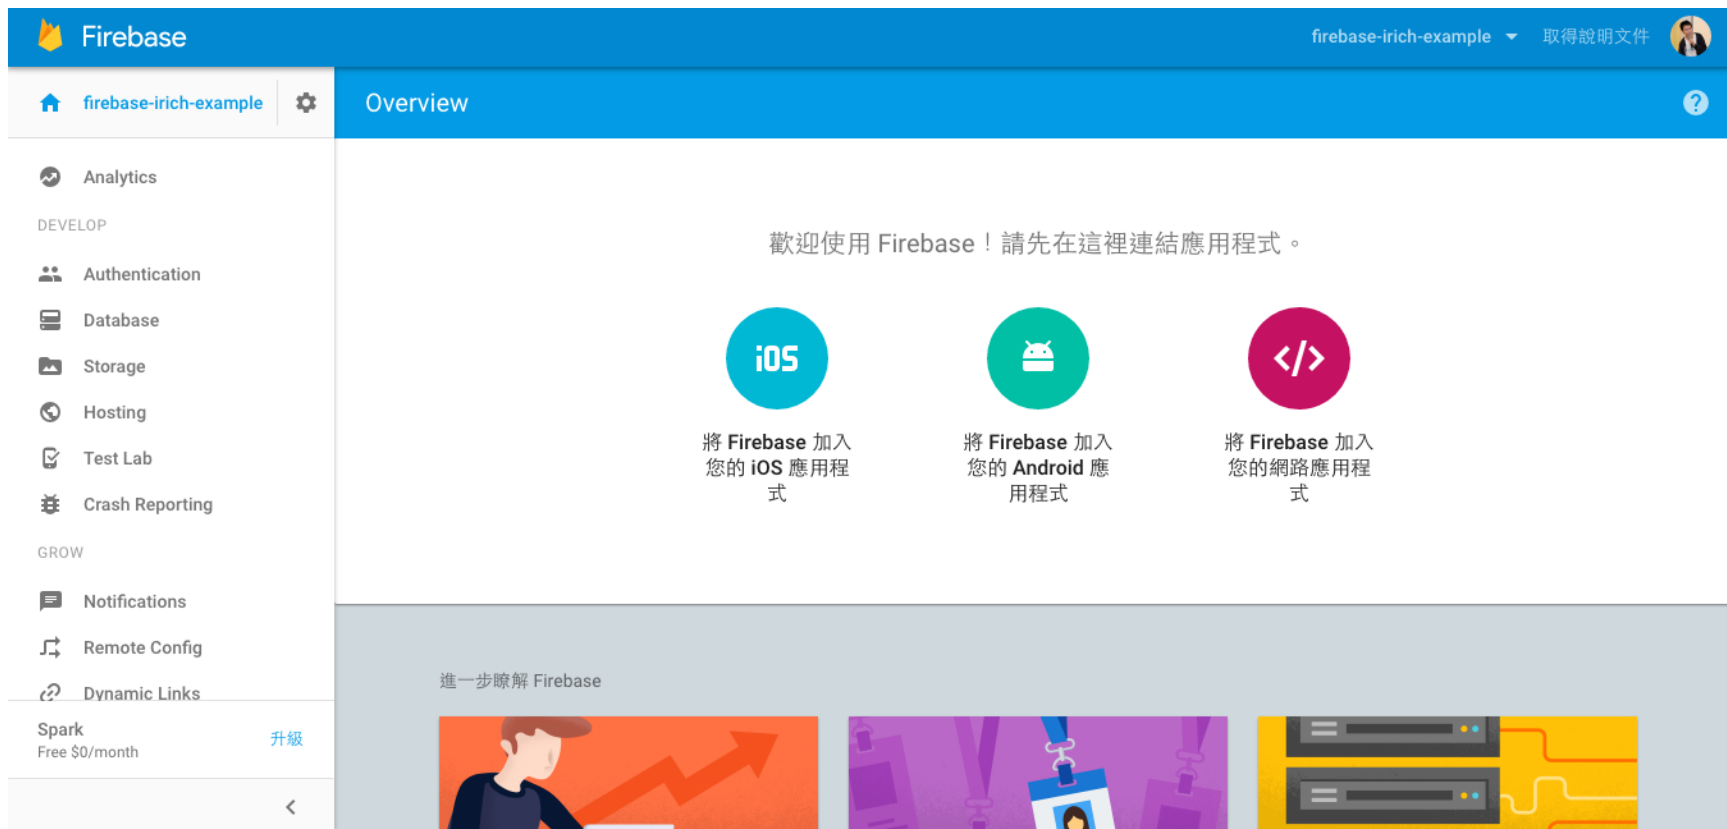 Firebase
firebase-irich-example
取得說明文件
firebase-irich-example
Overview
Analytics
DEVELOP
Authentication
Database
Storage
Hosting
Test Lab
Crash Reporting
GROW
Notifications
Remote Config
Dynamic Links
Spark
Free $0/month
升級
歡迎使用 Firebase！請先在這裡連結應用程式。
iOS
將 Firebase 加入
您的 iOS 應用程
式
將 Firebase 加入
您的 Android 應
用程式
</>
將 Firebase 加入
您的網路應用程
式
進一步瞭解 Firebase